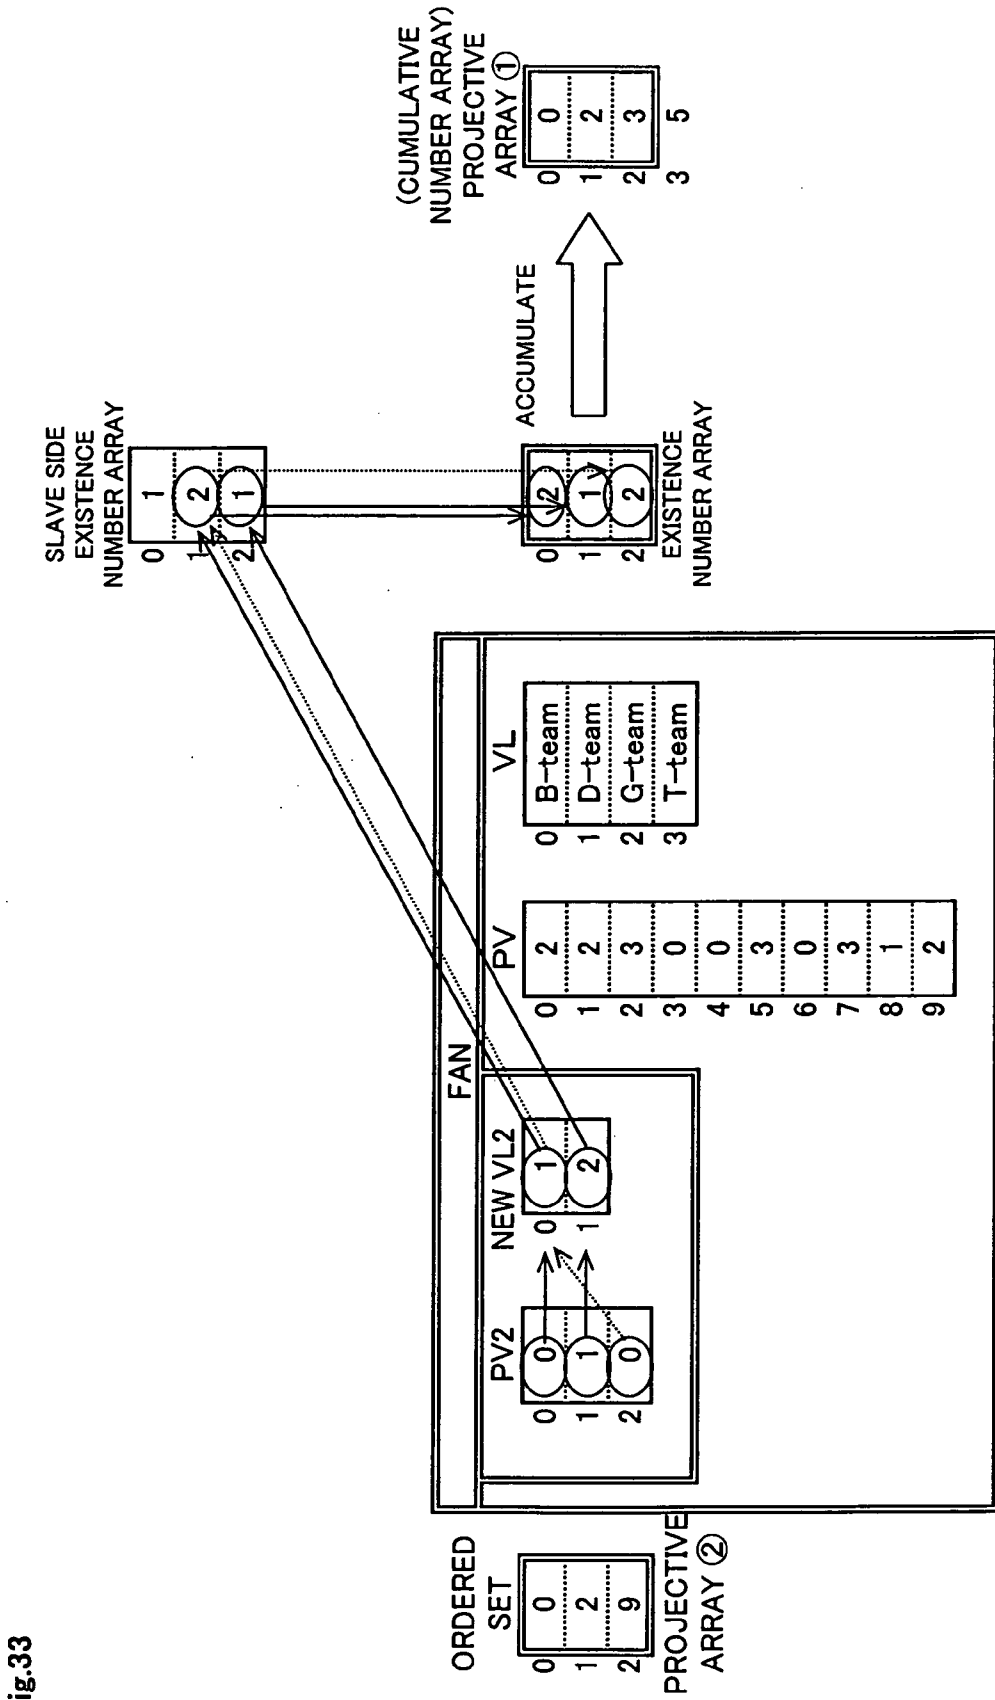 ig.33
ORDERED
SET
0 0
1 2
2 9
PROJECTIVE
ARRAY ②
FAN
PV2
0 0
1 1
2 0
NEW VL2
0 1
1 2
PV
0 2
1 2
2 3
3 0
4 0
5 3
6 0
7 3
8 1
9 2
VL
0 B-team
1 D-team
2 G-team
3 T-team
SLAVE SIDE
EXISTENCE
NUMBER ARRAY
0 1
1 2
2 1
0 2
1 1
2 2
EXISTENCE
NUMBER ARRAY
ACCUMULATE
(CUMULATIVE
NUMBER ARRAY)
PROJECTIVE
ARRAY ①
0 0
1 2
2 3
3 5